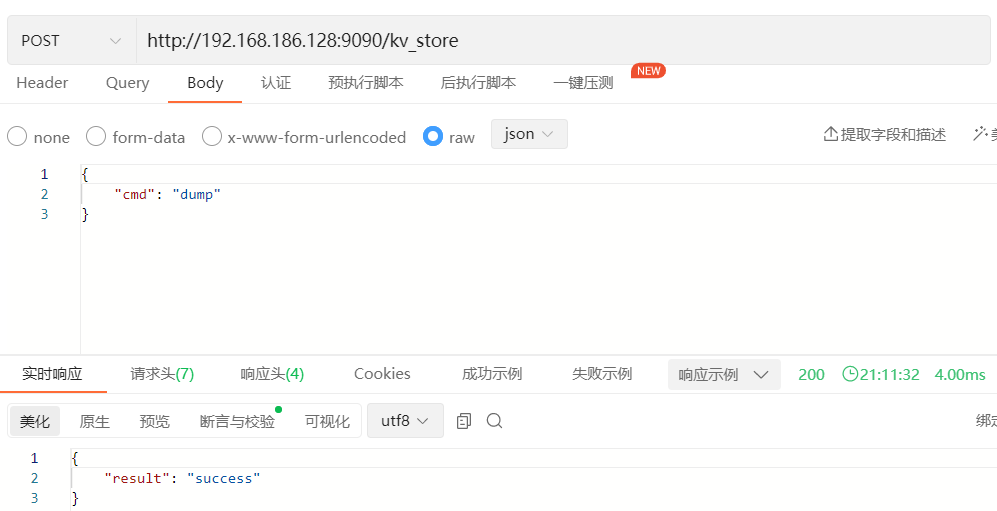 POST http://192.168.186.128:9090/kv_store
Header Query Body 认证 预执行脚本 后执行脚本 一键压测 NEW
none form-data x-www-form-urlencoded raw json 提取字段和描述
1 {
2 "cmd": "dump"
3 }
实时响应 请求头(7) 响应头(4) Cookies 成功示例 失败示例 响应示例 200 21:11:32 4.00ms
美化 原生 预览 断言与校验 可视化 utf8
1 {
2 "result": "success"
3 }